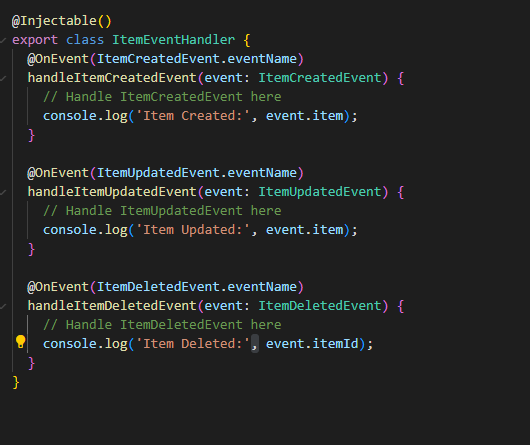 @Injectable()
export class ItemEventHandler {
  @OnEvent(ItemCreatedEvent.eventName)
  handleItemCreatedEvent(event: ItemCreatedEvent) {
    // Handle ItemCreatedEvent here
    console.log('Item Created:', event.item);
  }

  @OnEvent(ItemUpdatedEvent.eventName)
  handleItemUpdatedEvent(event: ItemUpdatedEvent) {
    // Handle ItemUpdatedEvent here
    console.log('Item Updated:', event.item);
  }

  @OnEvent(ItemDeletedEvent.eventName)
  handleItemDeletedEvent(event: ItemDeletedEvent) {
    // Handle ItemDeletedEvent here
    console.log('Item Deleted:', event.itemId);
  }
}